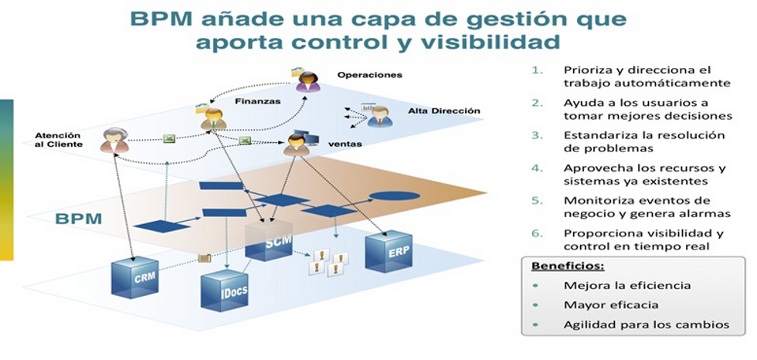 BPM añade una capa de gestión que
aporta control y visibilidad
Operaciones
Finanzas
Alta Dirección
Atención
al Cliente
ventas
BPM
SCM
ERP
CRM
IDocs
1. Prioriza y direcciona el
trabajo automáticamente
2. Ayuda a los usuarios a
tomar mejores decisiones
3. Estandariza la resolución
de problemas
4. Aprovecha los recursos y
sistemas ya existentes
5. Monitoriza eventos de
negocio y genera alarmas
6. Proporciona visibilidad y
control en tiempo real
Beneficios:
• Mejora la eficiencia
• Mayor eficacia
• Agilidad para los cambios